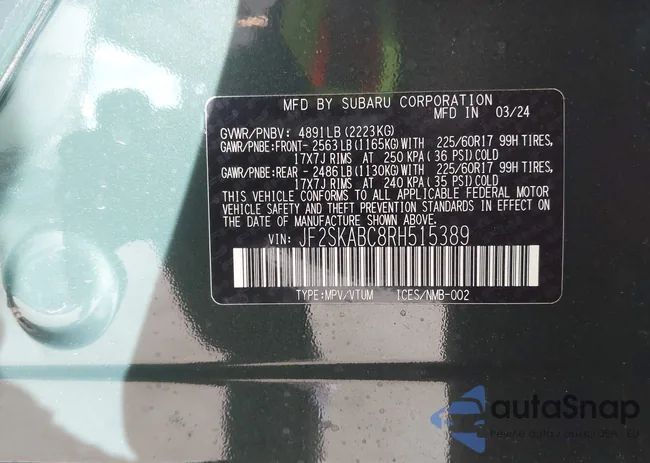 MFD BY SUBARU CORPORATION
MFD IN 03/24
GVWR/PNBV: 4891LB(2223KG)
GAWR/PNBE:FRONT- 2563LB(1165KG)WITH 225/60R17 99H TIRES,
17X7J RIMS AT 250 KPA(36 PSI)COLD
GAWR/PNBE:REAR - 2486LB(1130KG)WITH 225/60R17 99H TIRES,
17X7J RIMS AT 240 KPA(35 PSI)COLD
THIS VEHICLE CONFORMS TO ALL APPLICABLE FEDERAL MOTOR
VEHICLE SAFETY AND THEFT PREVENTION STANDARDS IN EFFECT ON
THE DATE OF MANUFACTURE SHOWN ABOVE.
VIN: JF2SKABC8RH515389
TYPE:MPV/VTUM ICES/NMB-002
autoSnap